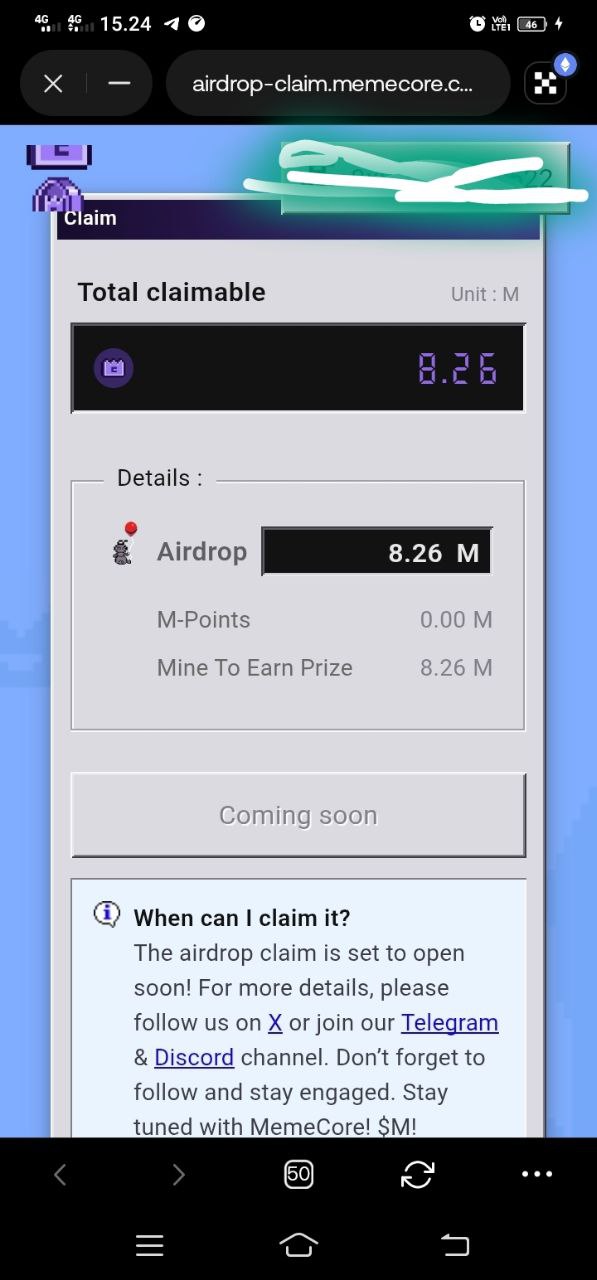 4G 4G 15.24 Vo) LTE1 46
airdrop-claim.memecore.c...
22
Claim
Total claimable Unit : M
8.26
Details :
Airdrop 8.26 M
M-Points 0.00 M
Mine To Earn Prize 8.26 M
Coming soon
When can I claim it?
The airdrop claim is set to open
soon! For more details, please
follow us on X or join our Telegram
& Discord channel. Don't forget to
follow and stay engaged. Stay
tuned with MemeCore! $M!
50